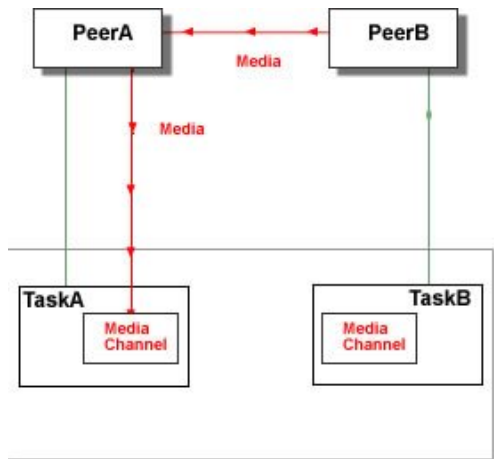 PeerA
PeerB
Media
Media
TaskA
TaskB
Media
Channel
Media
Channel